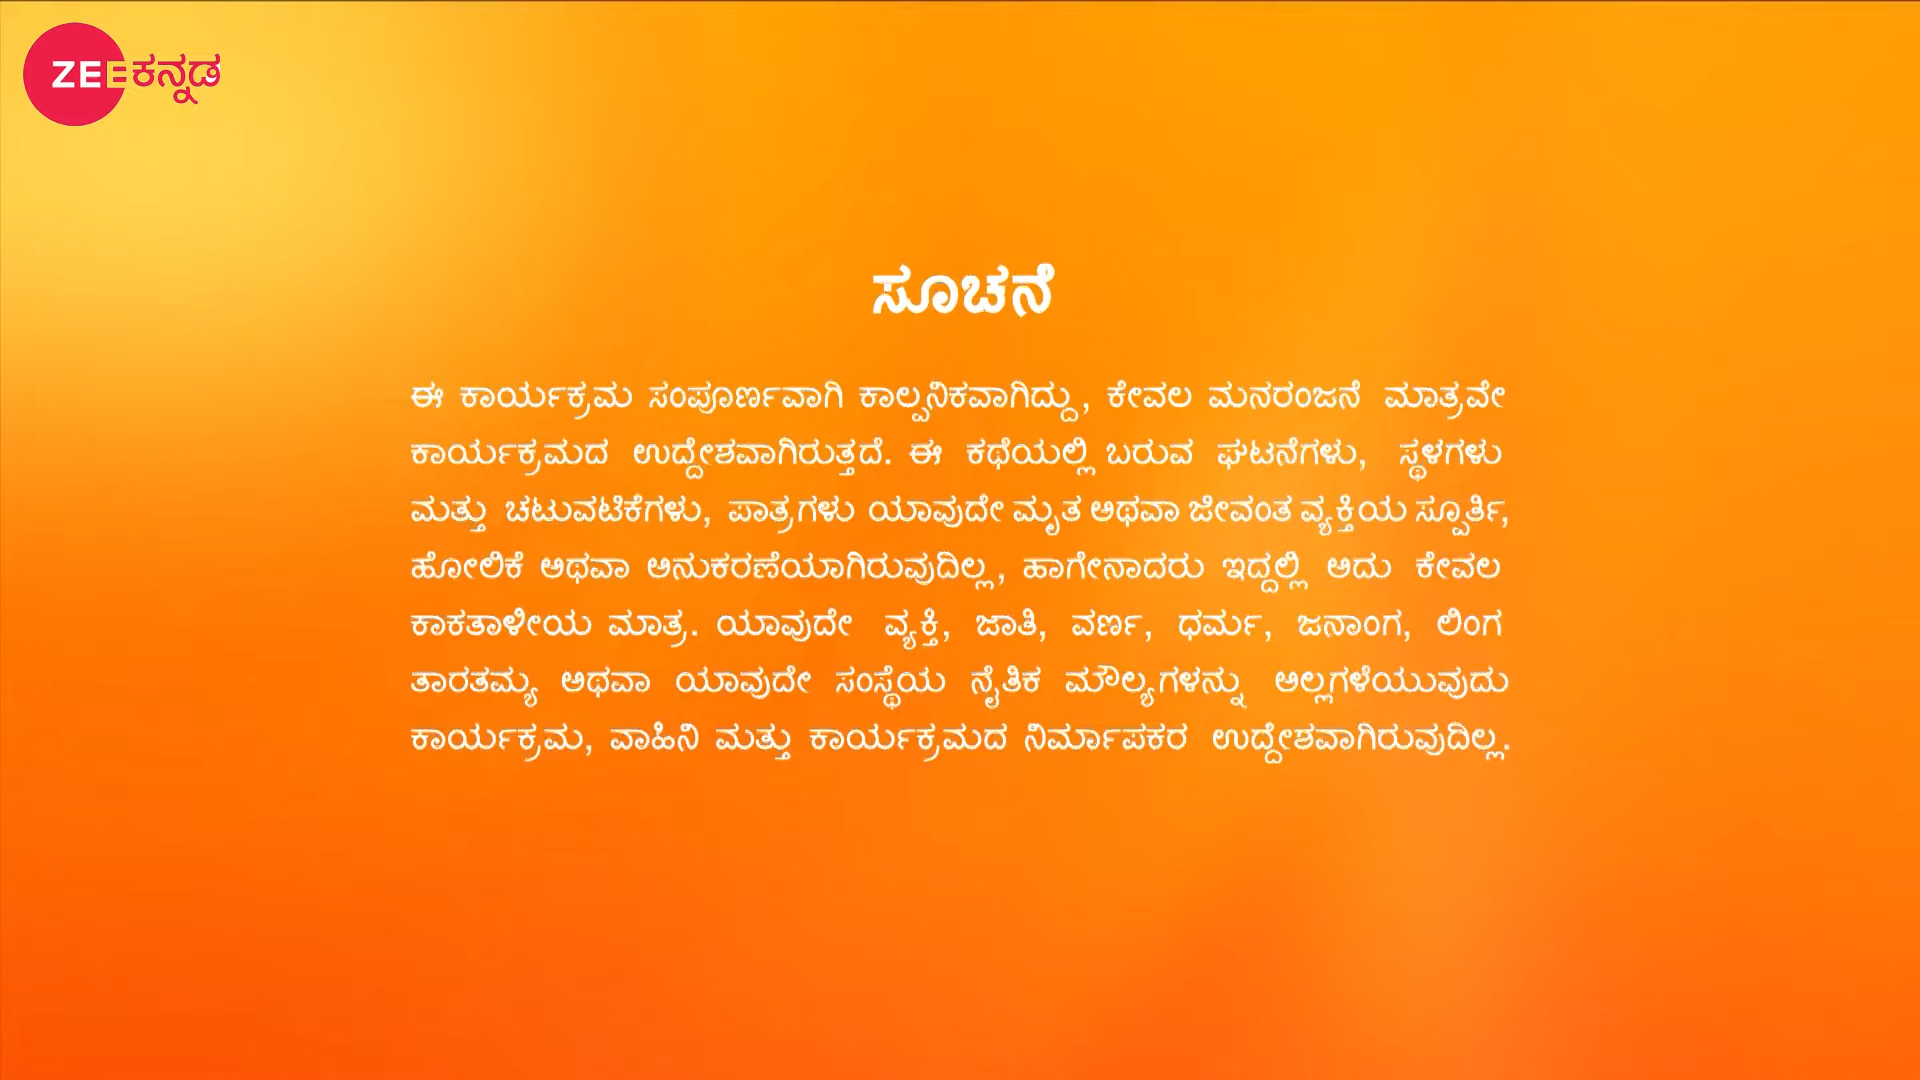 ZEEಕನ್ನಡ
ಸೂಚನೆ
ಈ ಕಾರ್ಯಕ್ರಮ ಸಂಪೂರ್ಣವಾಗಿ ಕಾಲ್ಪನಿಕವಾಗಿದ್ದು, ಕೇವಲ ಮನರಂಜನೆ ಮಾತ್ರವೇ
ಕಾರ್ಯಕ್ರಮದ ಉದ್ದೇಶವಾಗಿರುತ್ತದೆ. ಈ ಕಥೆಯಲ್ಲಿ ಬರುವ ಘಟನೆಗಳು, ಸ್ಥಳಗಳು
ಮತ್ತು ಚಟುವಟಿಕೆಗಳು, ಪಾತ್ರಗಳು ಯಾವುದೇ ಮೃತ ಅಥವಾ ಜೀವಂತ ವ್ಯಕ್ತಿಯ ಸ್ಪೂರ್ತಿ,
ಹೋಲಿಕೆ ಅಥವಾ ಅನುಕರಣೆಯಾಗಿರುವುದಿಲ್ಲ, ಹಾಗೇನಾದರು ಇದ್ದಲ್ಲಿ ಅದು ಕೇವಲ
ಕಾಕತಾಳೀಯ ಮಾತ್ರ. ಯಾವುದೇ ವ್ಯಕ್ತಿ, ಜಾತಿ, ವರ್ಣ, ಧರ್ಮ, ಜನಾಂಗ, ಲಿಂಗ
ತಾರತಮ್ಯ ಅಥವಾ ಯಾವುದೇ ಸಂಸ್ಥೆಯ ನೈತಿಕ ಮೌಲ್ಯಗಳನ್ನು ಅಲ್ಲಗಳೆಯುವುದು
ಕಾರ್ಯಕ್ರಮ, ವಾಹಿನಿ ಮತ್ತು ಕಾರ್ಯಕ್ರಮದ ನಿರ್ಮಾಪಕರ ಉದ್ದೇಶವಾಗಿರುವುದಿಲ್ಲ.